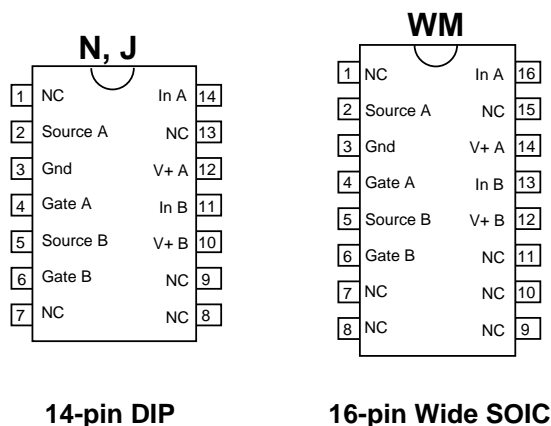 N, J
1 NC In A 14
2 Source A NC 13
3 Gnd V+ A 12
4 Gate A In B 11
5 Source B V+ B 10
6 Gate B NC 9
7 NC NC 8
14-pin DIP
WM
1 NC In A 16
2 Source A NC 15
3 Gnd V+ A 14
4 Gate A In B 13
5 Source B V+ B 12
6 Gate B NC 11
7 NC NC 10
8 NC NC 9
16-pin Wide SOIC